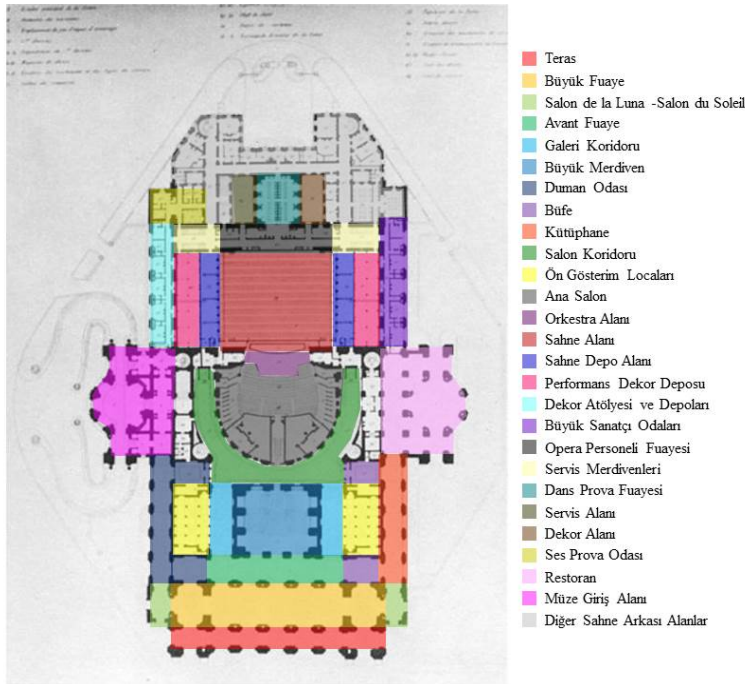 Teras
Büyük Fuaye
Salon de la Luna -Salon du Soleil
Avant Fuaye
Galeri Koridoru
Büyük Merdiven
Duman Odası
Büfe
Kütüphane
Salon Koridoru
Ön Gösterim Locaları
Ana Salon
Orkestra Alanı
Sahne Alanı
Sahne Depo Alanı
Performans Dekor Deposu
Dekor Atölyesi ve Depoları
Büyük Sanatçı Odaları
Opera Personeli Fuayesi
Servis Merdivenleri
Dans Prova Fuayesi
Servis Alanı
Dekor Alanı
Ses Prova Odası
Restoran
Müze Giriş Alanı
Diğer Sahne Arkası Alanlar